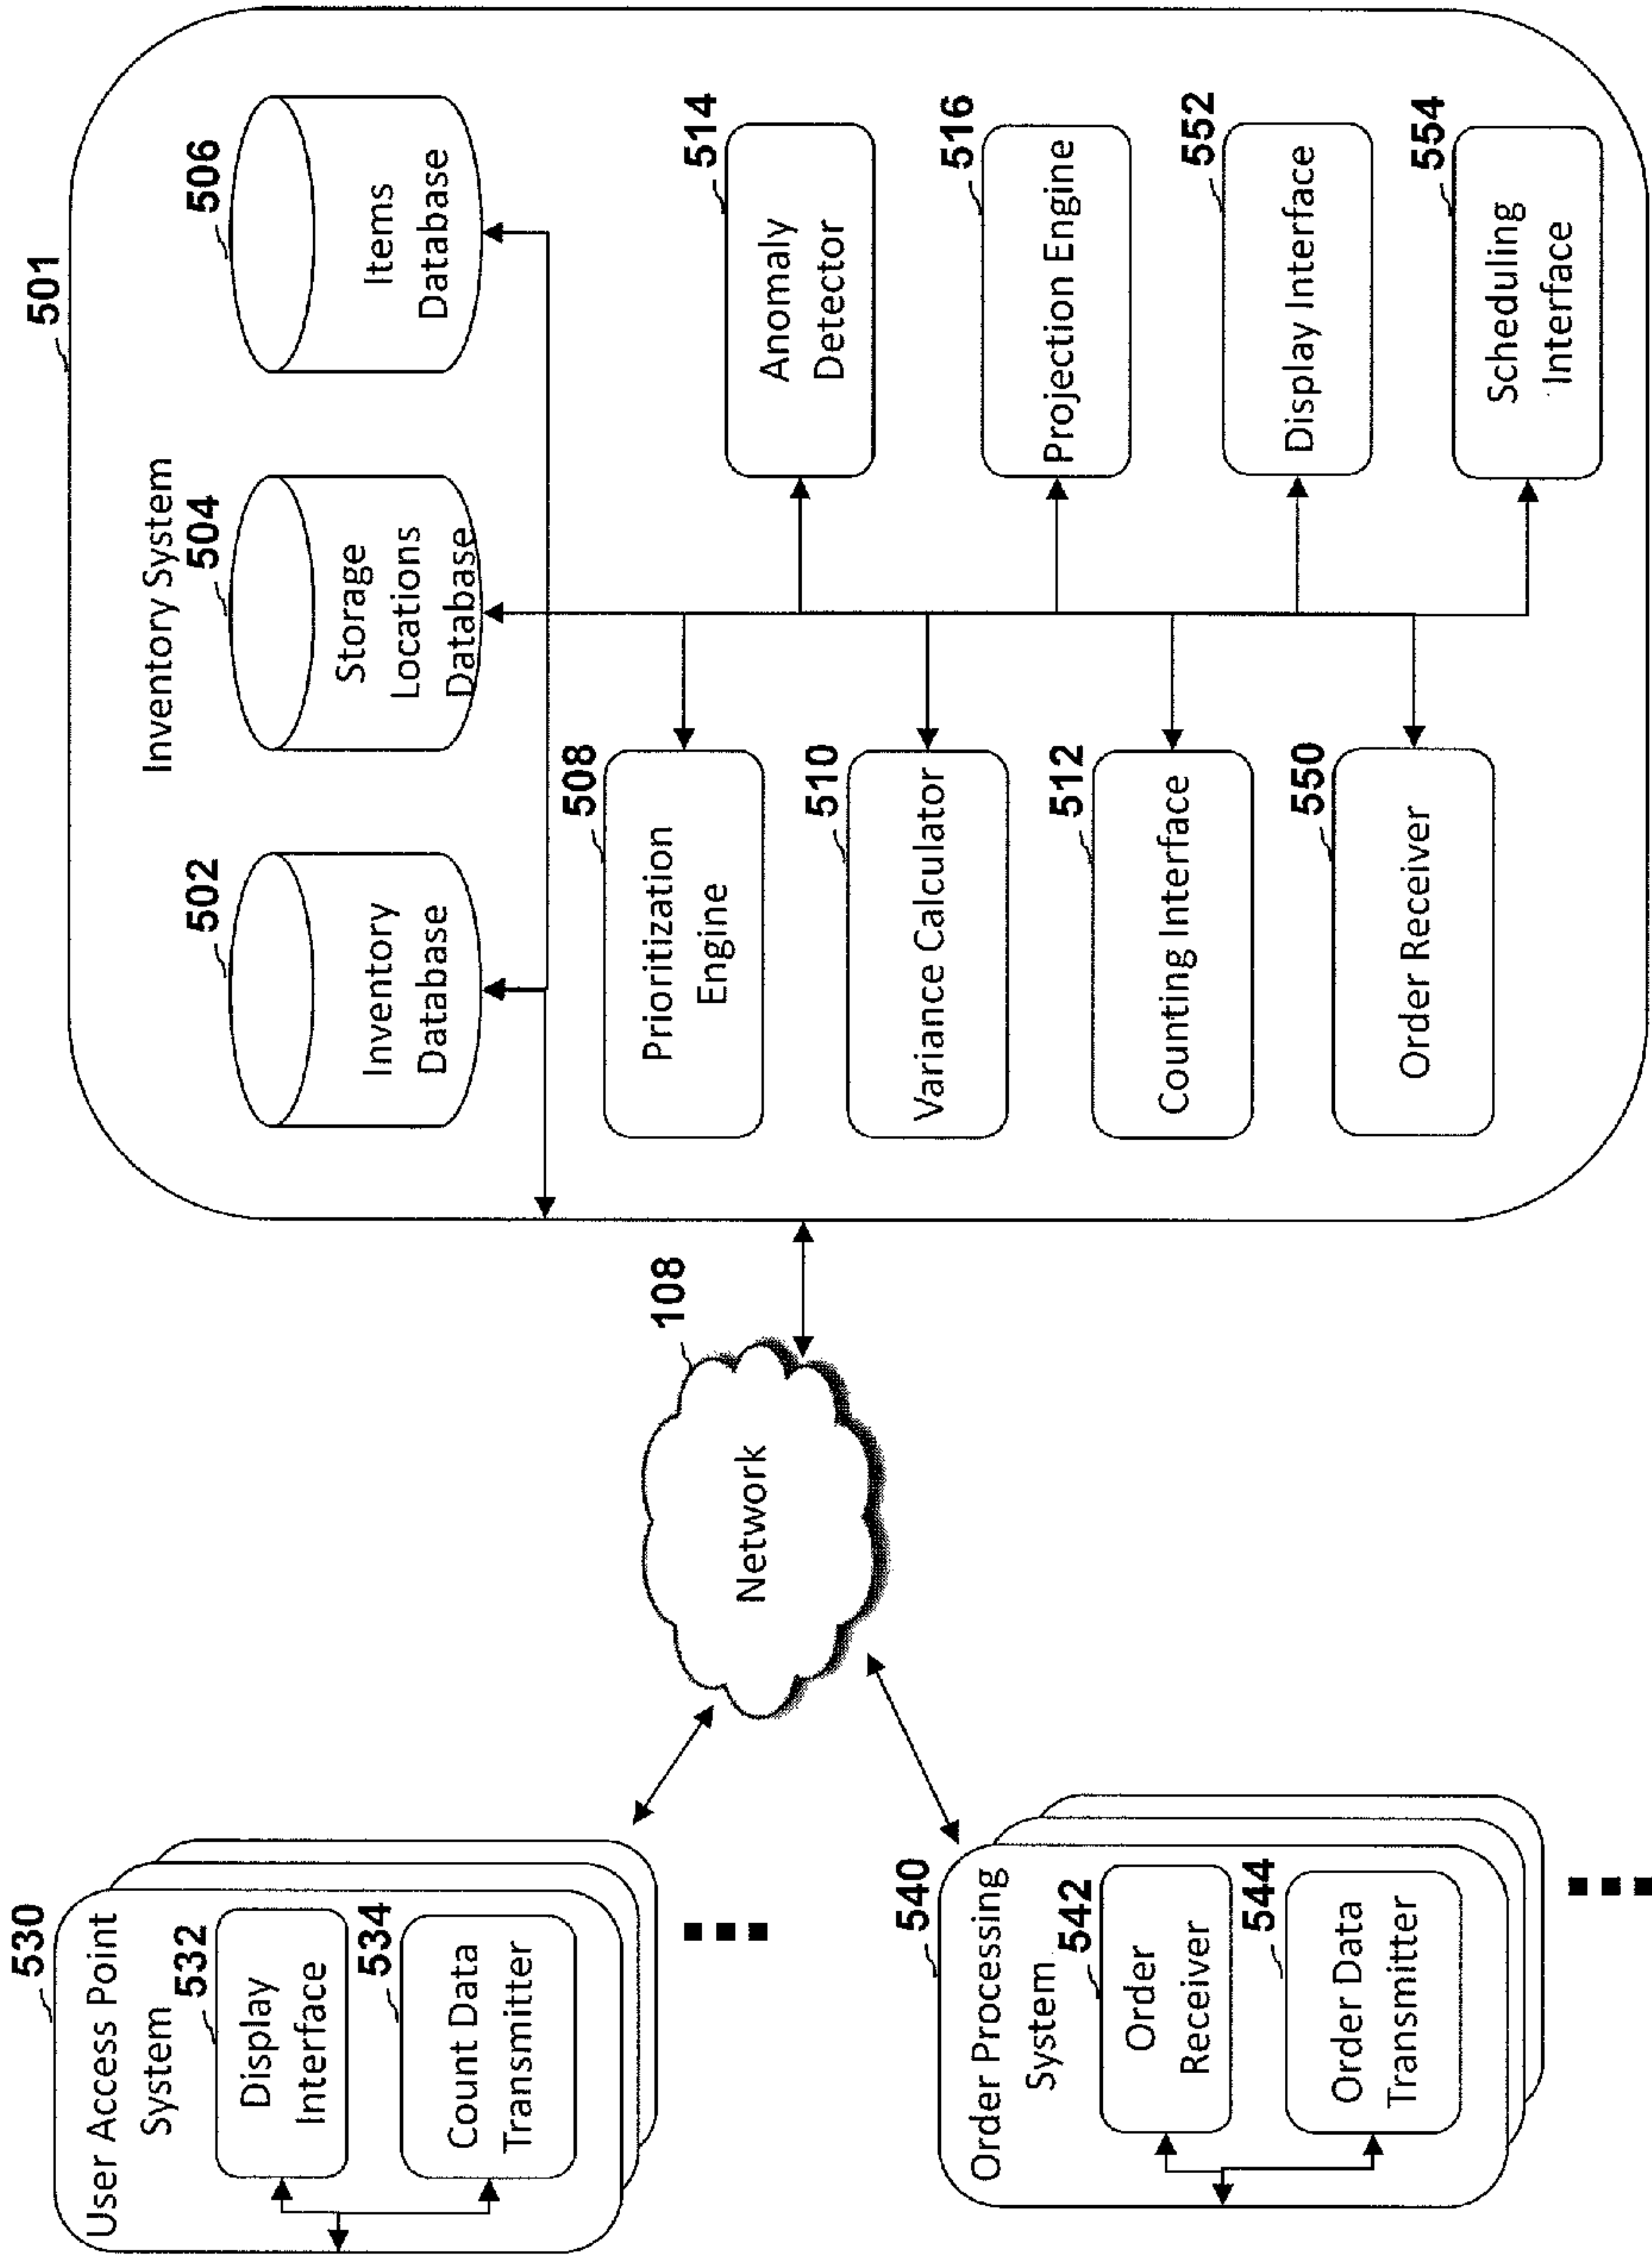 530
User Access Point
System
532
Display
Interface
534
Count Data
Transmitter
540
Order Processing
System
542
Order
Receiver
544
Order Data
Transmitter
108
Network
501
Inventory System
502
Inventory
Database
504
Storage
Locations
Database
506
Items
Database
508
Prioritization
Engine
514
Anomaly
Detector
510
Variance Calculator
516
Projection Engine
512
Counting Interface
552
Display Interface
550
Order Receiver
554
Scheduling
Interface